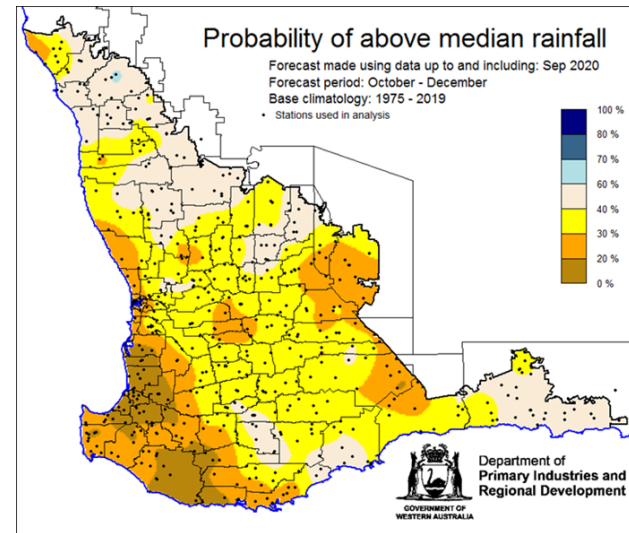 Probability of above median rainfall
Forecast made using data up to and including: Sep 2020
Forecast period: October - December
Base climatology: 1975 - 2019
• Stations used in analysis
100 %
80 %
70 %
60 %
40 %
30 %
20 %
0 %
Department of
Primary Industries and
Regional Development
GOVERNMENT OF
WESTERN AUSTRALIA